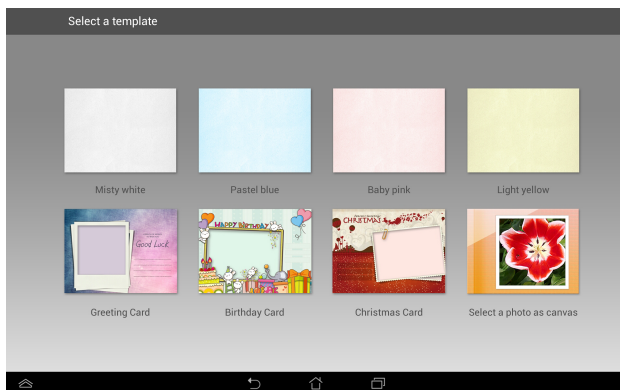 Select a template
Misty white
Pastel blue
Baby pink
Light yellow
Good Luck
HAPPY BIRTHDAY
CHRISTMAS
Greeting Card
Birthday Card
Christmas Card
Select a photo as canvas